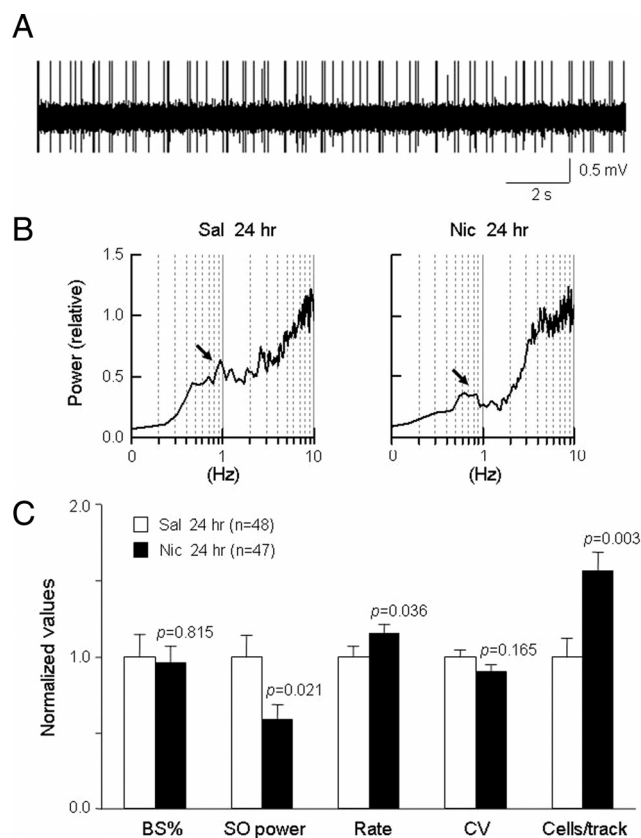 A
0.5 mV
2 s
B
Sal 24 hr
Nic 24 hr
Power (relative)
1.5
1.0
0.5
0.0
0 1 10
0 1 10
(Hz)
(Hz)
C
Normalized values
2.0
1.0
0.0
Sal 24 hr (n=48)
Nic 24 hr (n=47)
p=0.815
p=0.021
p=0.036
p=0.165
p=0.003
BS% SO power Rate CV Cells/track